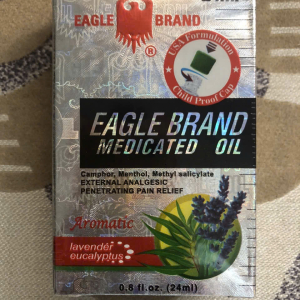 EAGLE BRAND
®
USA Formulation
Child Proof Cap
EAGLE BRAND
MEDICATED OIL
Camphor, Menthol, Methyl salicylate
EXTERNAL ANALGESIC
PENETRATING PAIN RELIEF
Aromatic
lavender
eucalyptus
0.8 fl.oz. (24ml)